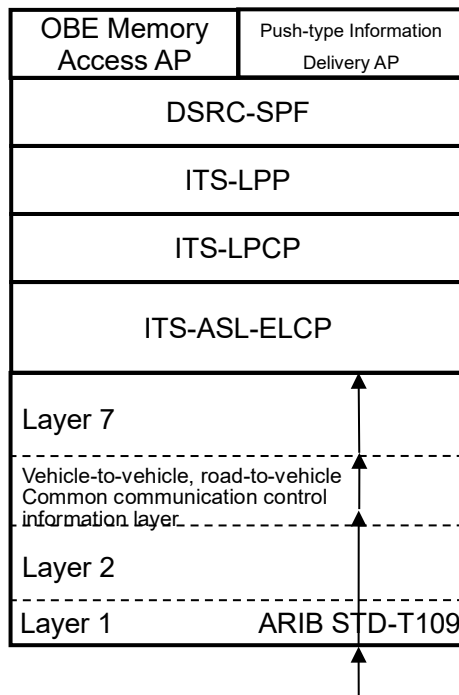 OBE Memory
Access AP
Push-type Information
Delivery AP
DSRC-SPF
ITS-LPP
ITS-LPCP
ITS-ASL-ELCP
Layer 7
Vehicle-to-vehicle, road-to-vehicle
Common communication control
information layer
Layer 2
Layer 1
ARIB STD-T109